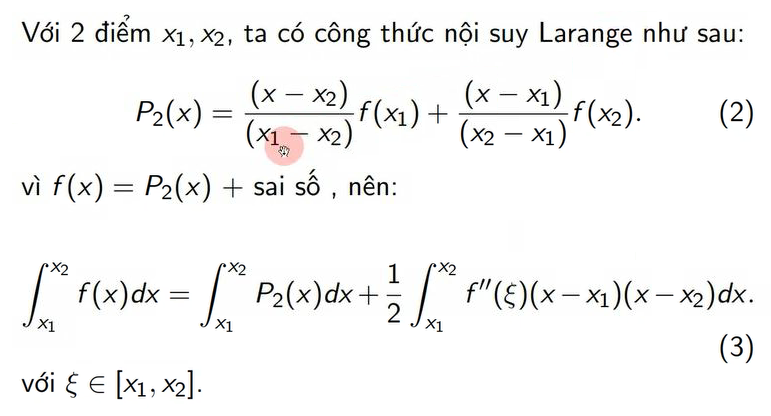 Với 2 điểm x₁, x₂, ta có công thức nội suy Larange như sau:
P₂(x) = (x − x₂)/(x₁ − x₂) f(x₁) + (x − x₁)/(x₂ − x₁) f(x₂). (2)
vì f(x) = P₂(x) + sai số , nên:
∫_{x₁}^{x₂} f(x)dx = ∫_{x₁}^{x₂} P₂(x)dx + 1/2 ∫_{x₁}^{x₂} f″(ξ)(x − x₁)(x − x₂)dx.
(3)
với ξ ∈ [x₁, x₂].